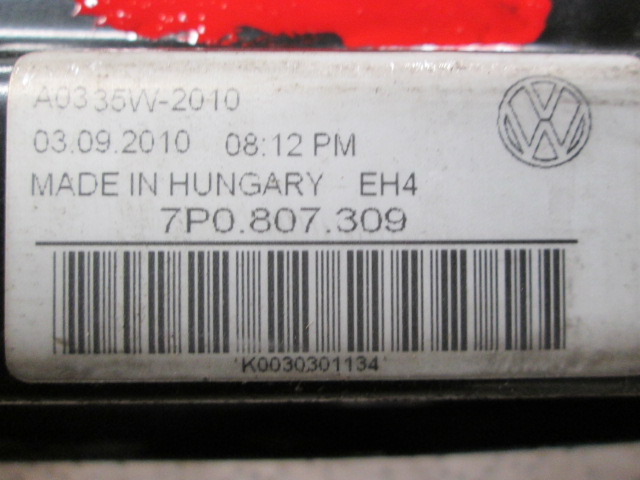 A0335W-2010
03.09.2010 08:12 PM
MADE IN HUNGARY EH4
7P0.807.309
*K0030301134*